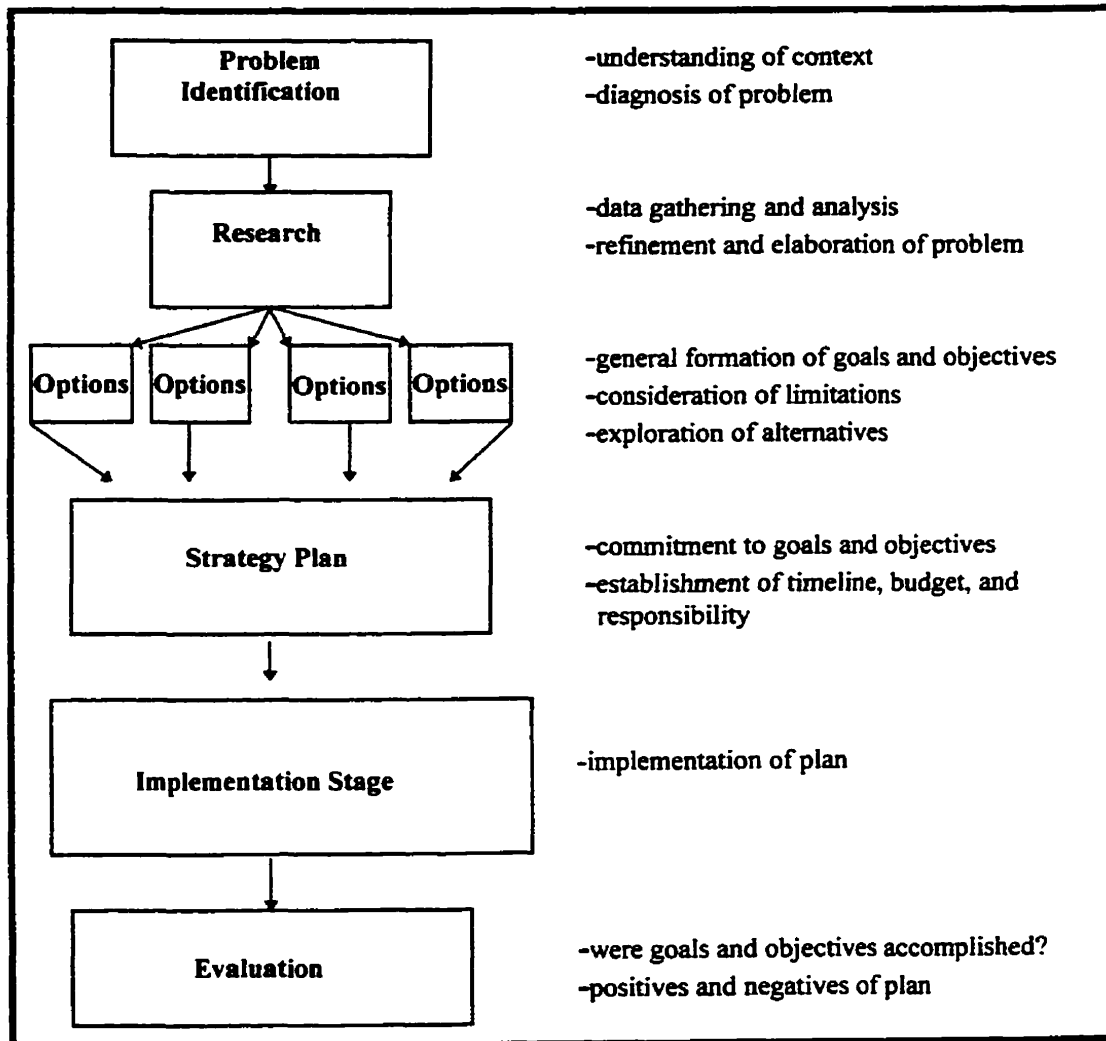 Problem
Identification
-understanding of context
-diagnosis of problem
Research
-data gathering and analysis
-refinement and elaboration of problem
Options Options Options Options
-general formation of goals and objectives
-consideration of limitations
-exploration of alternatives
Strategy Plan
-commitment to goals and objectives
-establishment of timeline, budget, and
responsibility
Implementation Stage
-implementation of plan
Evaluation
-were goals and objectives accomplished?
-positives and negatives of plan